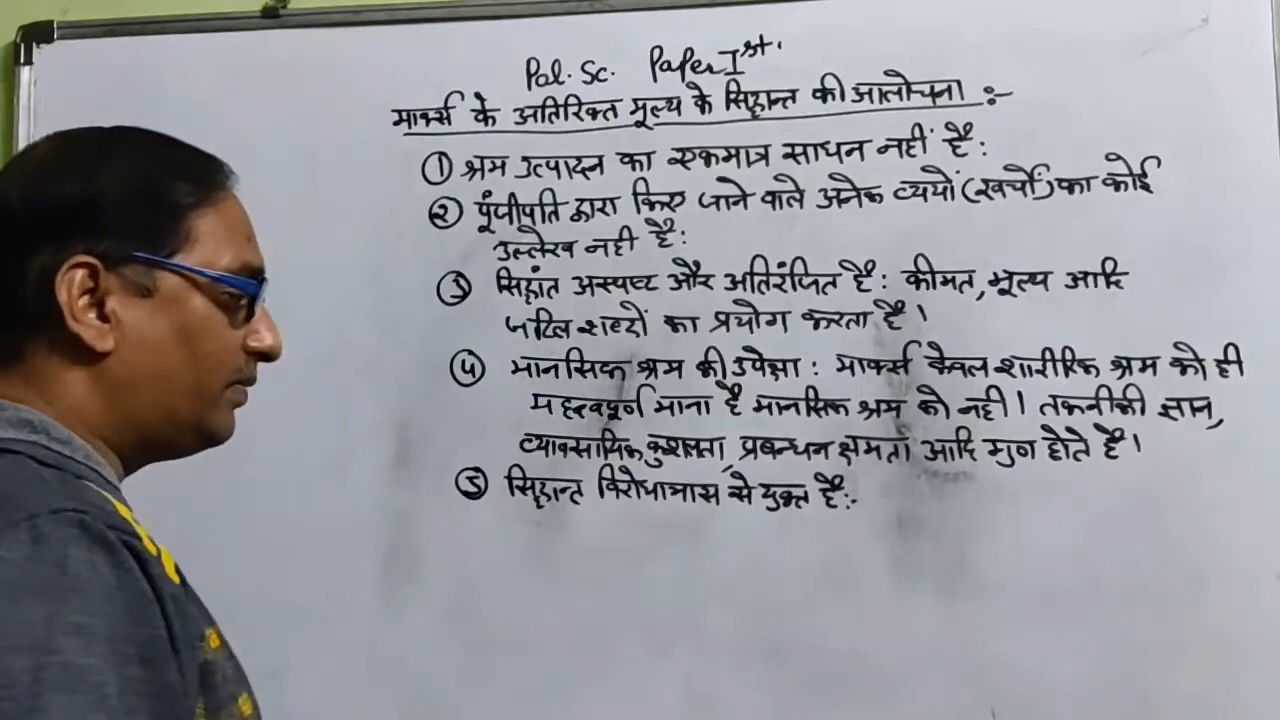 Pol. Sc. Paper Ist.
मार्क्स के अतिरिक्त मूल्य के सिद्धान्त की आलोचना :-
① श्रम उत्पादन का एकमात्र साधन नहीं है:
② पूंजीपति द्वारा किए जाने वाले अनेक व्ययों (खर्चों) का कोई
उल्लेख नही है:
③ सिद्धांत अस्पष्ट और अतिरंजित है: कीमत, मूल्य आदि
जटिल शब्दों का प्रयोग करता है।
④ मानसिक श्रम की उपेक्षा : मार्क्स केवल शारीरिक श्रम को ही
महत्वपूर्ण माना है मानसिक श्रम को नही। तकनीकी ज्ञान,
व्यावसायिक कुशलता, प्रबन्धन क्षमता आदि गुण होते है।
⑤ सिद्धान्त विरोधाभास से युक्त है:-